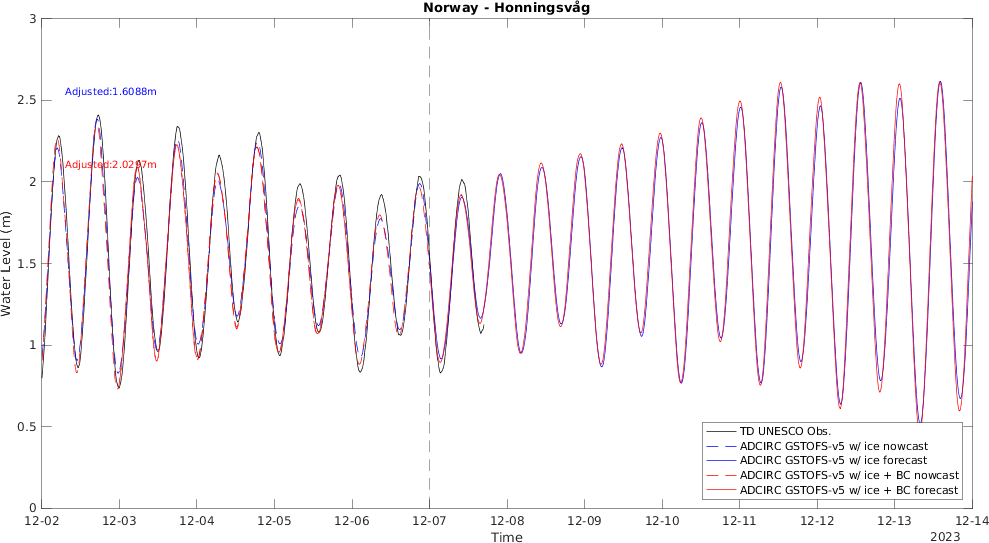 Norway - Honningsvåg
3
2.5
2
1.5
1
0.5
0
Water Level (m)
Adjusted:1.6088m
Adjusted:2.0297m
12-02
12-03
12-04
12-05
12-06
12-07
12-08
12-09
12-10
12-11
12-12
12-13
12-14
Time
2023
TD UNESCO Obs.
ADCIRC GSTOFS-v5 w/ ice nowcast
ADCIRC GSTOFS-v5 w/ ice forecast
ADCIRC GSTOFS-v5 w/ ice + BC nowcast
ADCIRC GSTOFS-v5 w/ ice + BC forecast